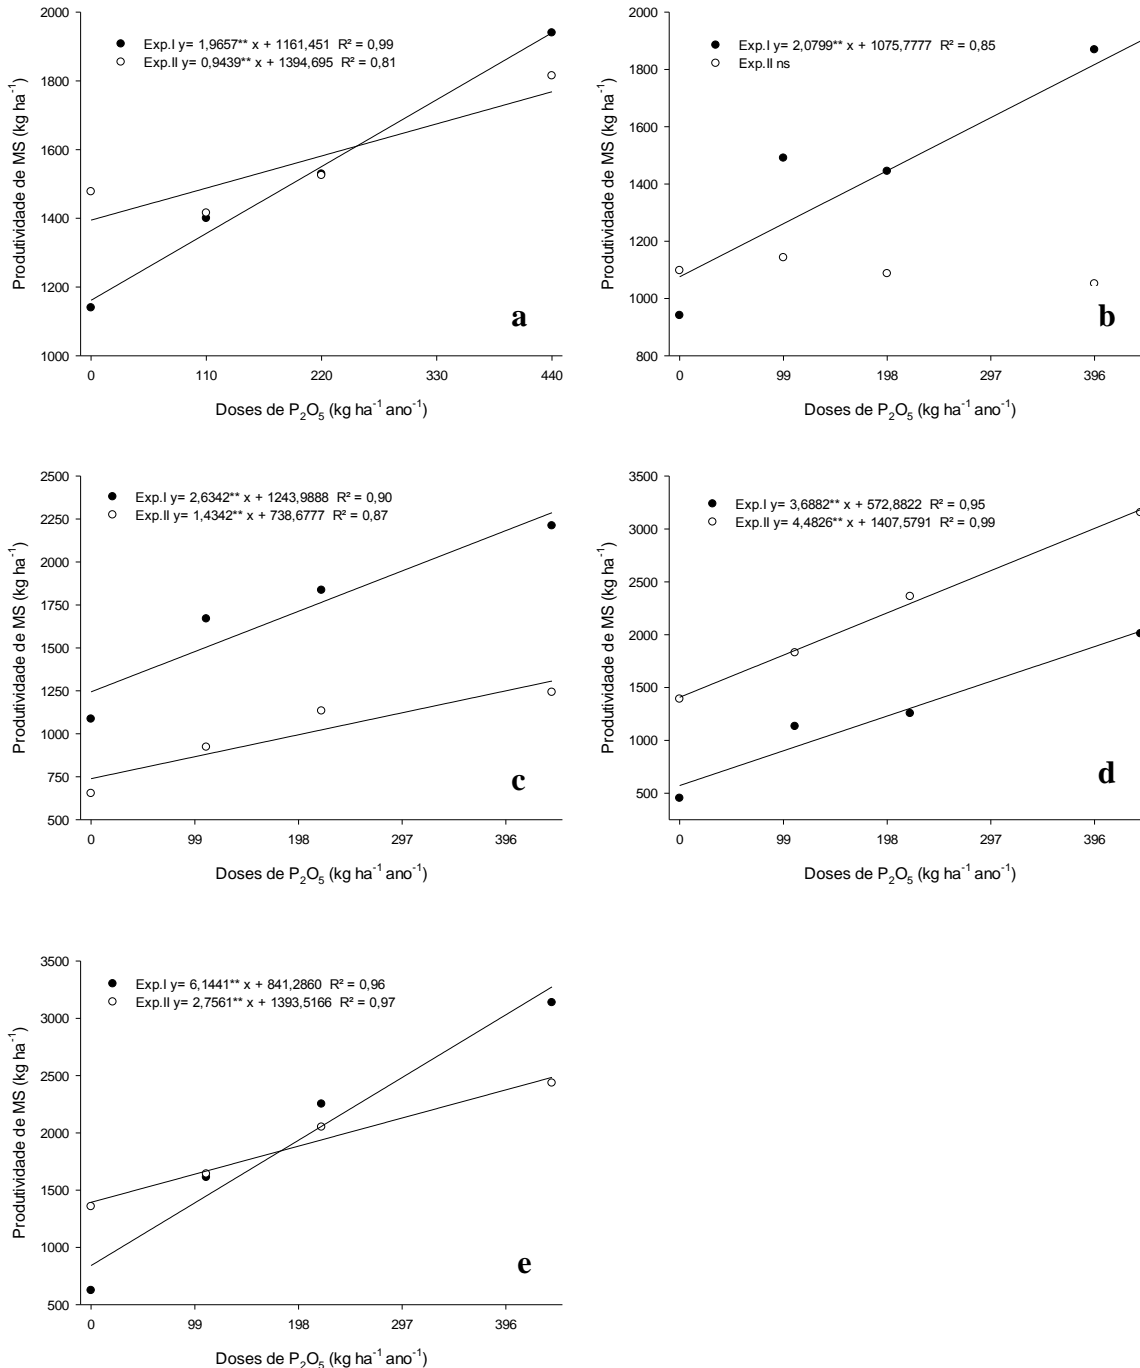 2000
1800
1600
1400
1200
1000
Produtividade de MS (kg ha⁻¹)
Exp.I y= 1,9657** x + 1161,451 R² = 0,99
Exp.II y= 0,9439** x + 1394,695 R² = 0,81
a
0 110 220 330 440
Doses de P₂O₅ (kg ha⁻¹ ano⁻¹)
2000
1800
1600
1400
1200
1000
800
Produtividade de MS (kg ha⁻¹)
Exp.I y= 2,0799** x + 1075,7777 R² = 0,85
Exp.II ns
b
0 99 198 297 396
Doses de P₂O₅ (kg ha⁻¹ ano⁻¹)
2500
2250
2000
1750
1500
1250
1000
750
500
Produtividade de MS (kg ha⁻¹)
Exp.I y= 2,6342** x + 1243,9888 R² = 0,90
Exp.II y= 1,4342** x + 738,6777 R² = 0,87
c
0 99 198 297 396
Doses de P₂O₅ (kg ha⁻¹ ano⁻¹)
3500
3000
2500
2000
1500
1000
500
Produtividade de MS (kg ha⁻¹)
Exp.I y= 3,6882** x + 572,8822 R² = 0,95
Exp.II y= 4,4826** x + 1407,5791 R² = 0,99
d
0 99 198 297 396
Doses de P₂O₅ (kg ha⁻¹ ano⁻¹)
3500
3000
2500
2000
1500
1000
500
Produtividade de MS (kg ha⁻¹)
Exp.I y= 6,1441** x + 841,2860 R² = 0,96
Exp.II y= 2,7561** x + 1393,5166 R² = 0,97
e
0 99 198 297 396
Doses de P₂O₅ (kg ha⁻¹ ano⁻¹)